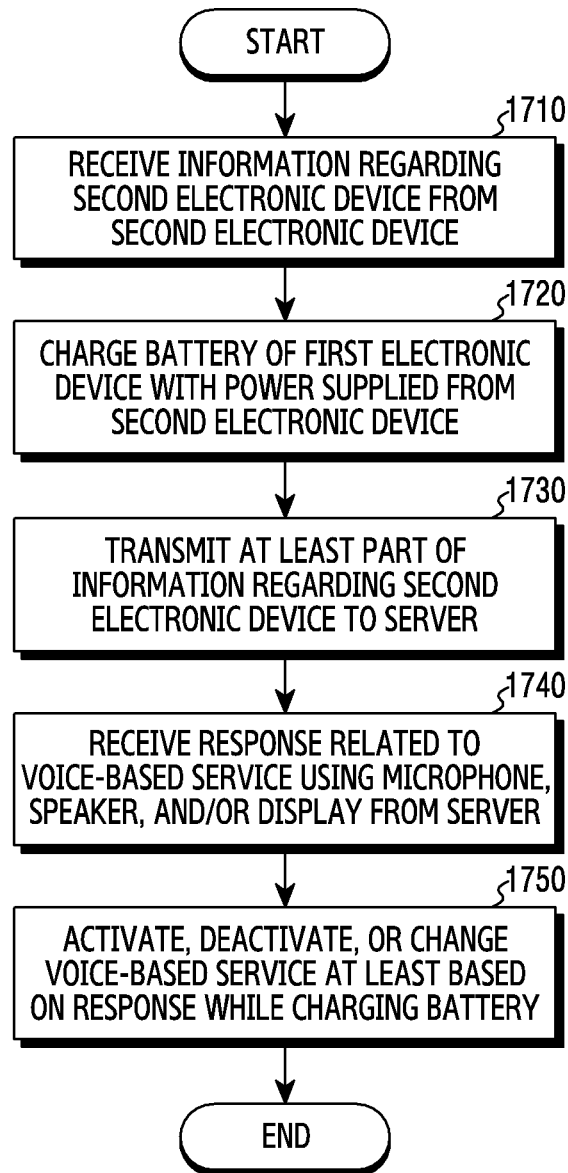 START
1710
RECEIVE INFORMATION REGARDING
SECOND ELECTRONIC DEVICE FROM
SECOND ELECTRONIC DEVICE
1720
CHARGE BATTERY OF FIRST ELECTRONIC
DEVICE WITH POWER SUPPLIED FROM
SECOND ELECTRONIC DEVICE
1730
TRANSMIT AT LEAST PART OF
INFORMATION REGARDING SECOND
ELECTRONIC DEVICE TO SERVER
1740
RECEIVE RESPONSE RELATED TO
VOICE-BASED SERVICE USING MICROPHONE,
SPEAKER, AND/OR DISPLAY FROM SERVER
1750
ACTIVATE, DEACTIVATE, OR CHANGE
VOICE-BASED SERVICE AT LEAST BASED
ON RESPONSE WHILE CHARGING BATTERY
END